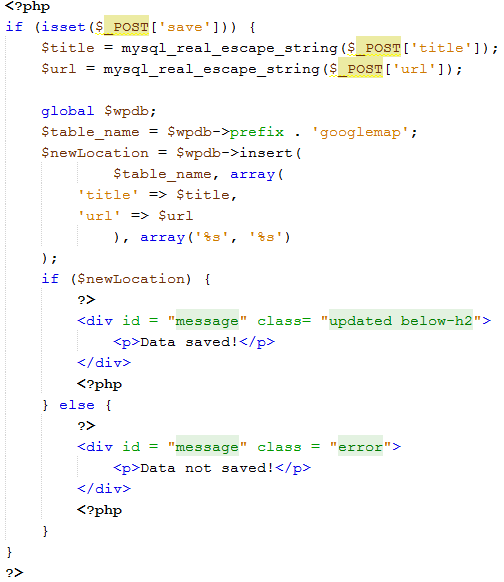 <?php
if (isset($_POST['save'])) {
    $title = mysql_real_escape_string($_POST['title']);
    $url = mysql_real_escape_string($_POST['url']);

    global $wpdb;
    $table_name = $wpdb->prefix . 'googlemap';
    $newLocation = $wpdb->insert(
            $table_name, array(
        'title' => $title,
        'url' => $url
            ), array('%s', '%s')
    );
    if ($newLocation) {
        ?>
        <div id = "message" class= "updated below-h2">
            <p>Data saved!</p>
        </div>
        <?php
    } else {
        ?>
        <div id = "message" class = "error">
            <p>Data not saved!</p>
        </div>
        <?php
    }
}
?>